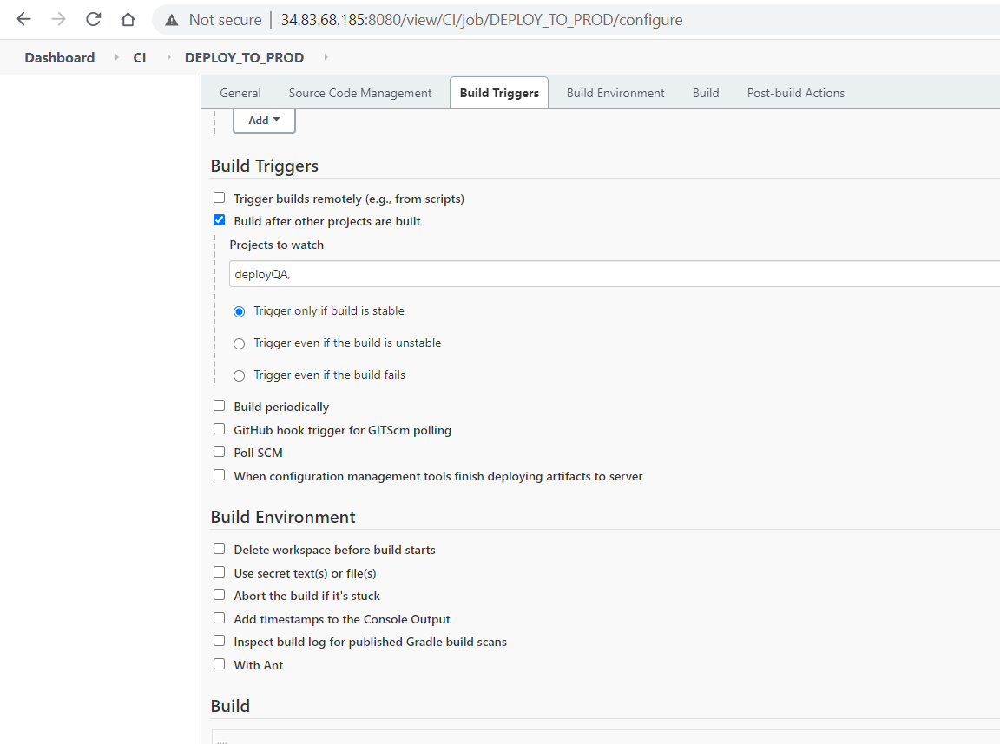 Not secure | 34.83.68.185:8080/view/CI/job/DEPLOY_TO_PROD/configure
Dashboard CI DEPLOY_TO_PROD
General Source Code Management Build Triggers Build Environment Build Post-build Actions
Add
Build Triggers
Trigger builds remotely (e.g., from scripts)
Build after other projects are built
Projects to watch
deployQA,
Trigger only if build is stable
Trigger even if the build is unstable
Trigger even if the build fails
Build periodically
GitHub hook trigger for GITScm polling
Poll SCM
When configuration management tools finish deploying artifacts to server
Build Environment
Delete workspace before build starts
Use secret text(s) or file(s)
Abort the build if it's stuck
Add timestamps to the Console Output
Inspect build log for published Gradle build scans
With Ant
Build